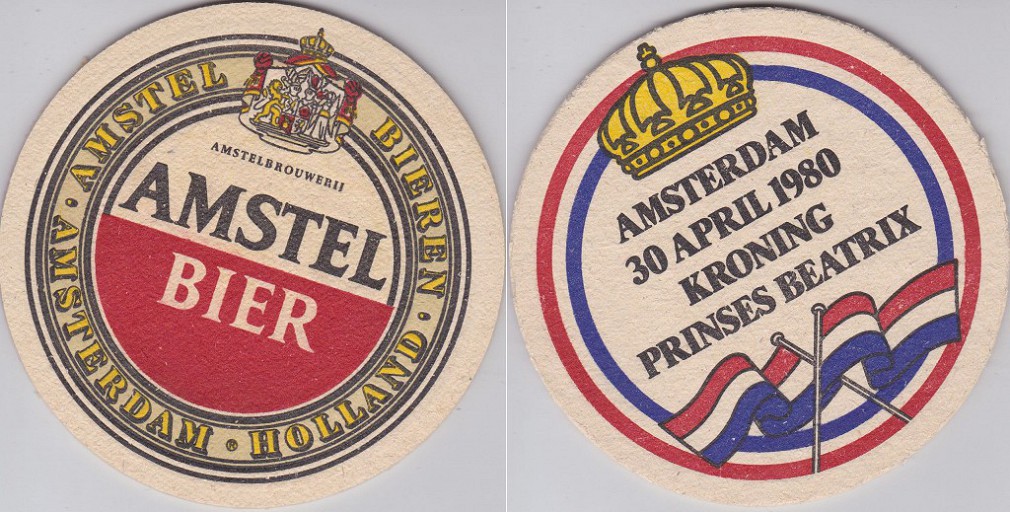 AMSTEL BIEREN · HOLLAND ® AMSTERDAM ·
AMSTELBROUWERIJ
AMSTEL
BIER
AMSTERDAM
30 APRIL 1980
KRONING
PRINSES BEATRIX